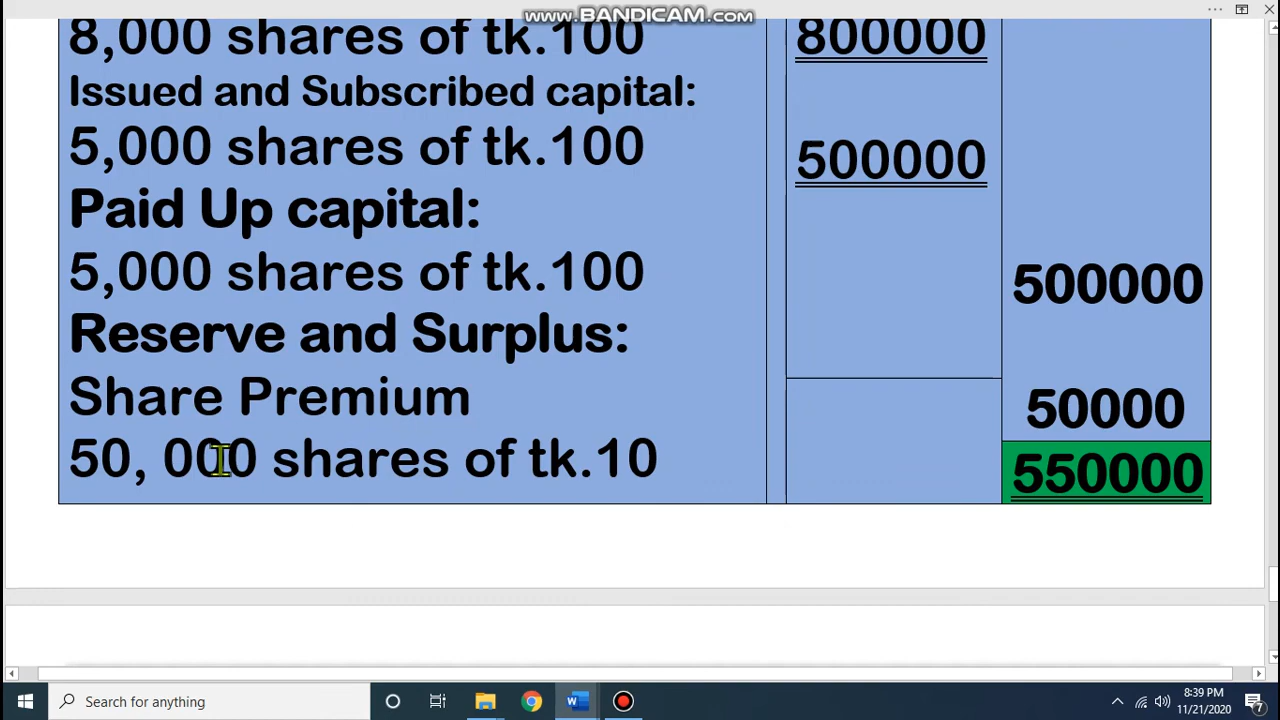 www.BANDICAM.com
8,000 shares of tk.100 800000
Issued and Subscribed capital:
5,000 shares of tk.100 500000
Paid Up capital:
5,000 shares of tk.100 500000
Reserve and Surplus:
Share Premium 50000
50, 000 shares of tk.10 550000
Search for anything
8:39 PM
11/21/2020
7